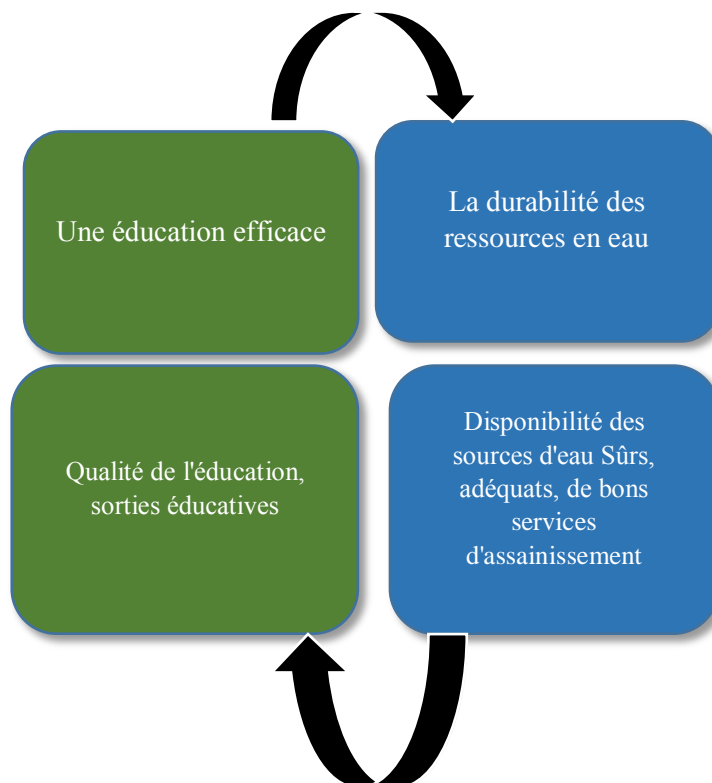 Une éducation efficace
La durabilité des
ressources en eau
Qualité de l'éducation,
sorties éducatives
Disponibilité des
sources d'eau Sûrs,
adéquats, de bons
services
d'assainissement